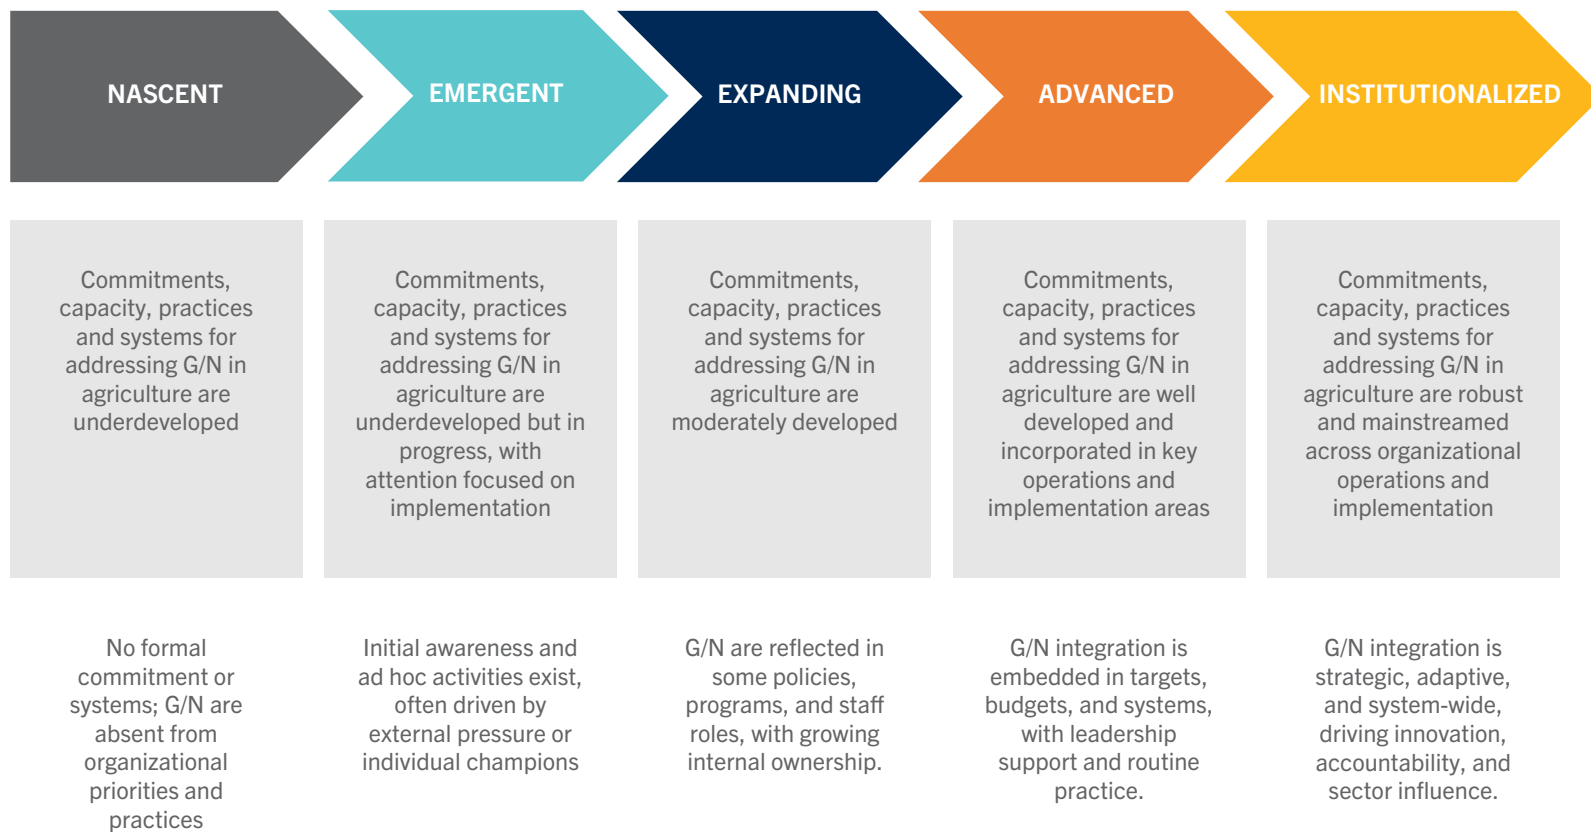 NASCENT
EMERGENT
EXPANDING
ADVANCED
INSTITUTIONALIZED
Commitments,
capacity, practices
and systems for
addressing G/N in
agriculture are
underdeveloped
Commitments,
capacity, practices
and systems for
addressing G/N in
agriculture are
underdeveloped but in
progress, with
attention focused on
implementation
Commitments,
capacity, practices
and systems for
addressing G/N in
agriculture are
moderately developed
Commitments,
capacity, practices
and systems for
addressing G/N in
agriculture are well
developed and
incorporated in key
operations and
implementation areas
Commitments,
capacity, practices
and systems for
addressing G/N in
agriculture are robust
and mainstreamed
across organizational
operations and
implementation
No formal
commitment or
systems; G/N are
absent from
organizational
priorities and
practices
Initial awareness and
ad hoc activities exist,
often driven by
external pressure or
individual champions
G/N are reflected in
some policies,
programs, and staff
roles, with growing
internal ownership.
G/N integration is
embedded in targets,
budgets, and systems,
with leadership
support and routine
practice.
G/N integration is
strategic, adaptive,
and system-wide,
driving innovation,
accountability, and
sector influence.